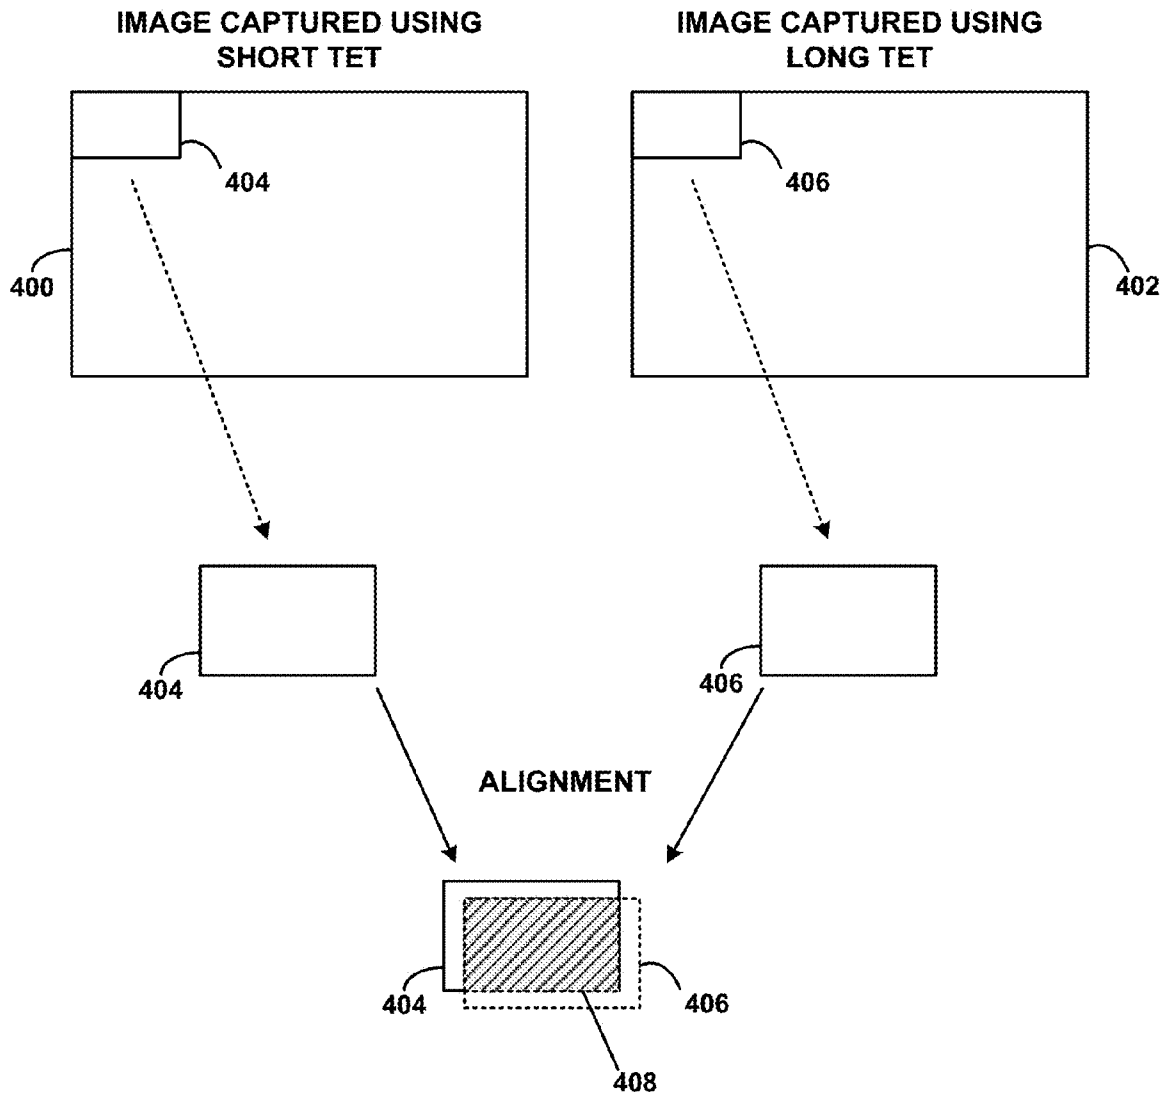 IMAGE CAPTURED USING
SHORT TET
IMAGE CAPTURED USING
LONG TET
404
406
400
402
404
406
ALIGNMENT
404
406
408